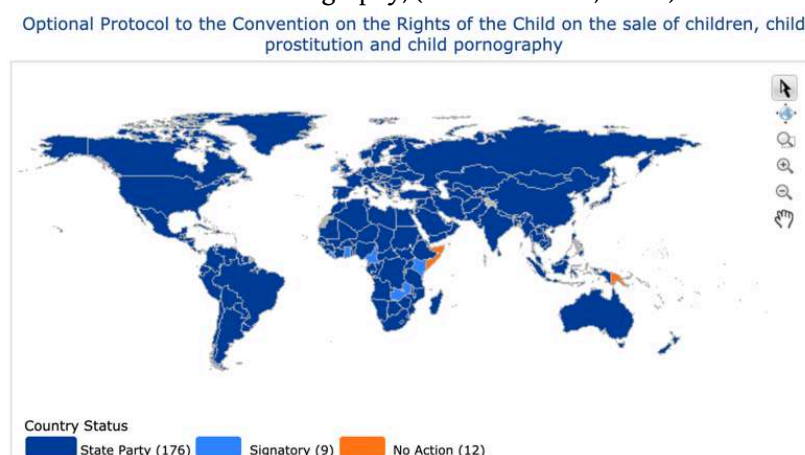 Optional Protocol to the Convention on the Rights of the Child on the sale of children, child
prostitution and child pornography
Country Status
State Party (176) Signatory (9) No Action (12)